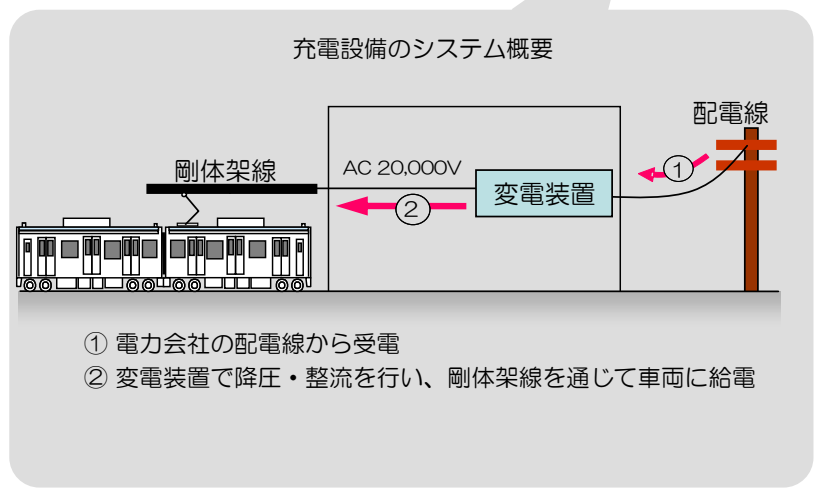 充電設備のシステム概要
配電線
剛体架線
AC 20,000V
変電装置
①
②
① 電力会社の配電線から受電
② 変電装置で降圧・整流を行い、剛体架線を通じて車両に給電